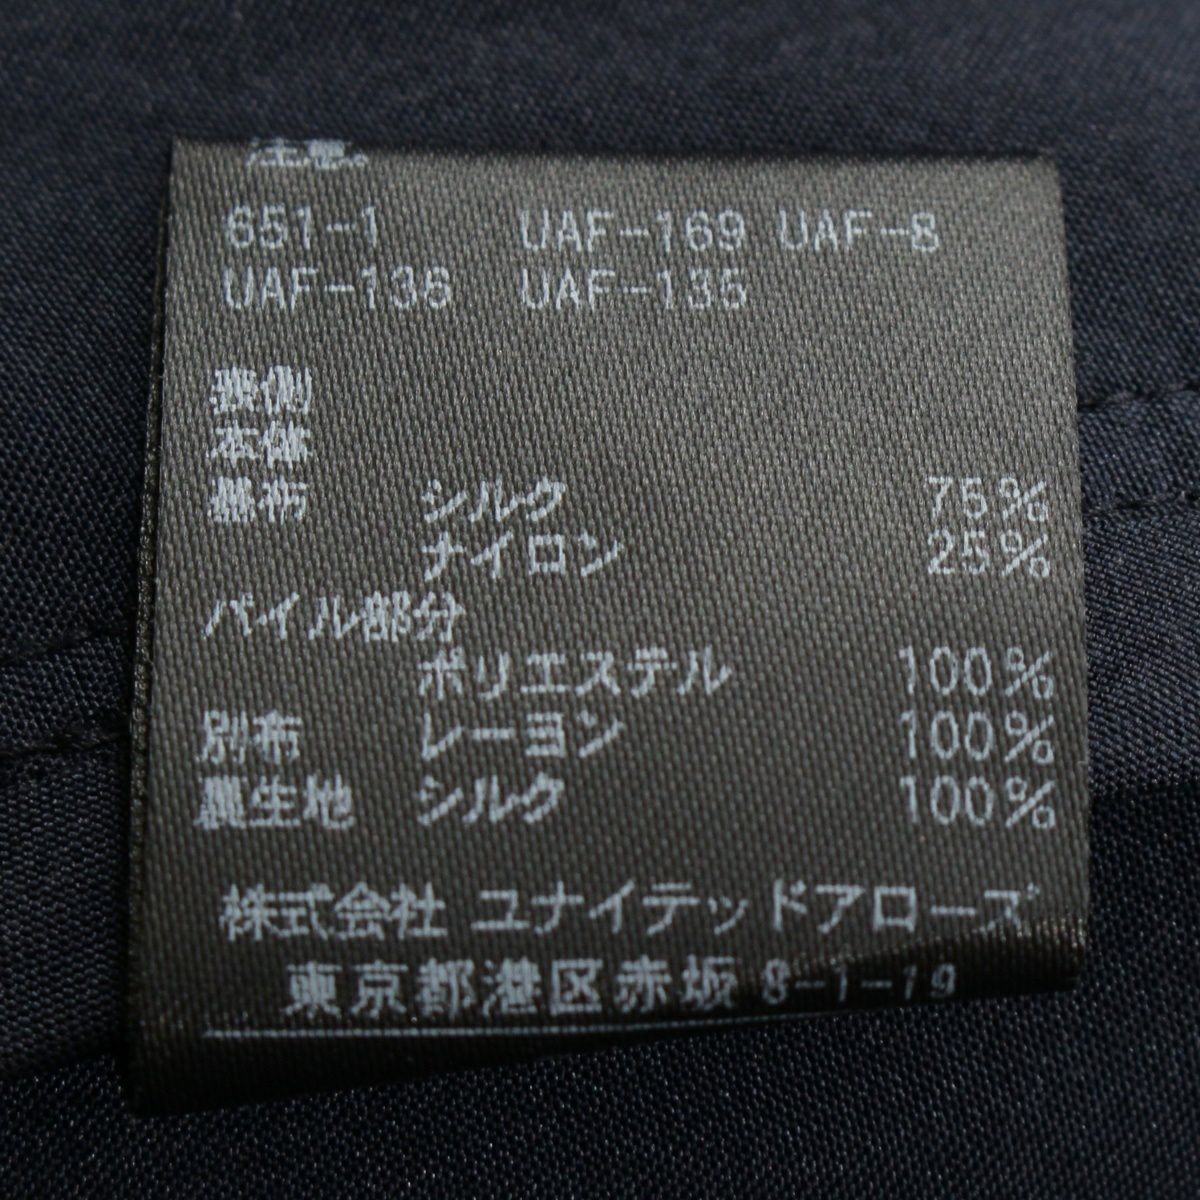 注意。
651-1 UAF-169 UAF-8
UAF-136 UAF-135
表側
本体
基布 シルク 75%
ナイロン 25%
パイル部分
ポリエステル 100%
別布 レーヨン 100%
裏生地 シルク 100%
株式会社 ユナイテッドアローズ
東京都港区赤坂 8-1-19